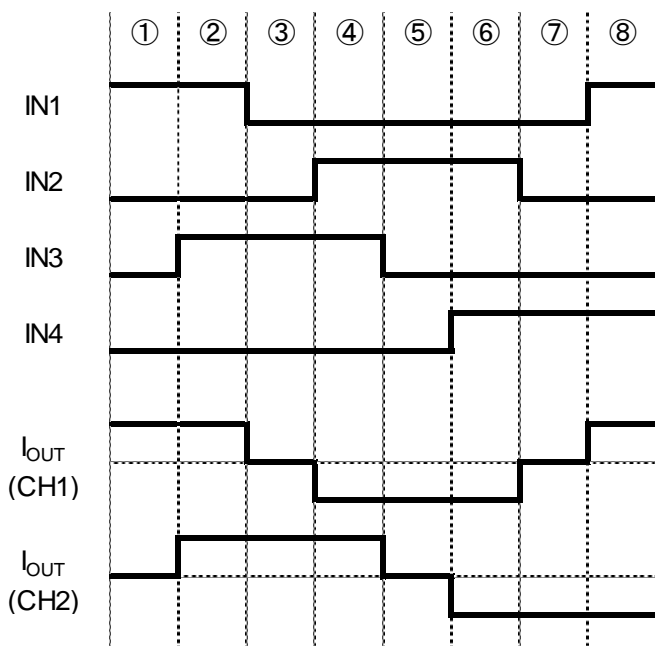 ① ② ③ ④ ⑤ ⑥ ⑦ ⑧
IN1
IN2
IN3
IN4
IOUT
(CH1)
IOUT
(CH2)